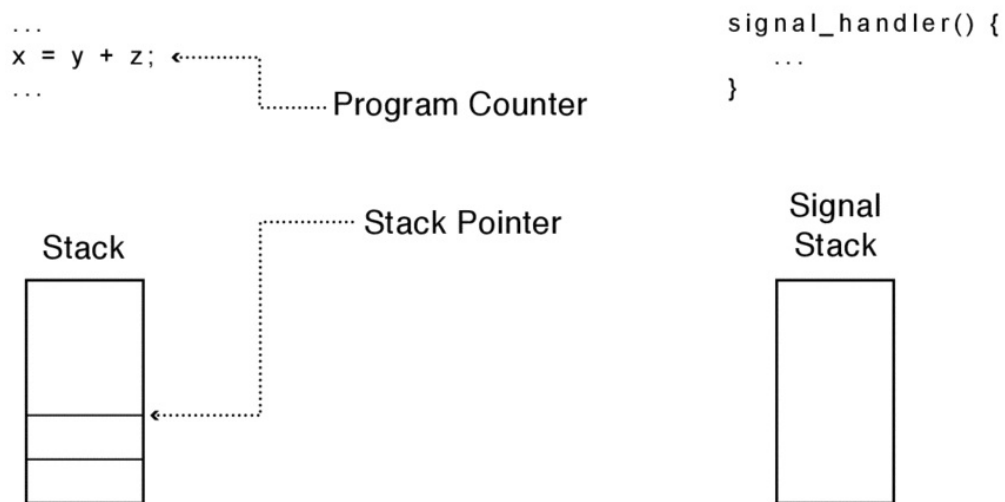 ...
x = y + z;
...
Program Counter
signal_handler() {
...
}
Stack Pointer
Stack
Signal
Stack